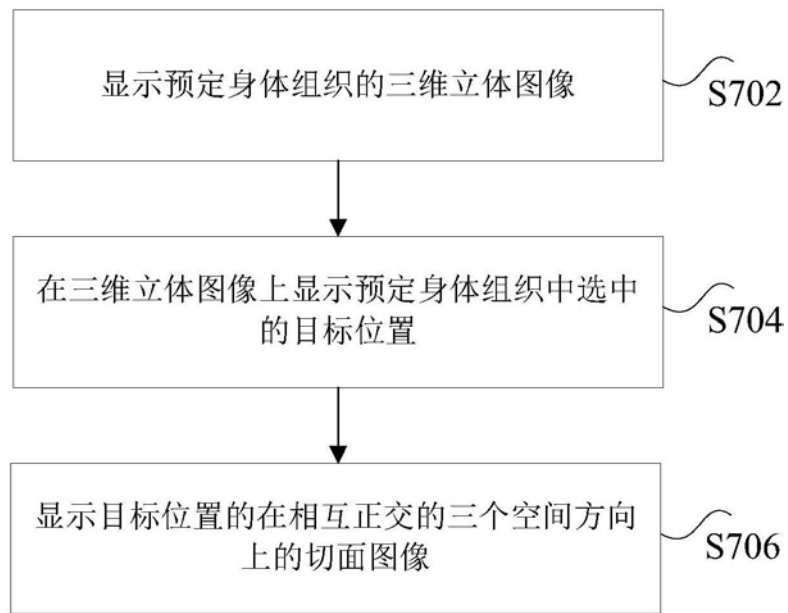 显示预定身体组织的三维立体图像
S702
在三维立体图像上显示预定身体组织中选中
的目标位置
S704
显示目标位置的在相互正交的三个空间方向
上的切面图像
S706